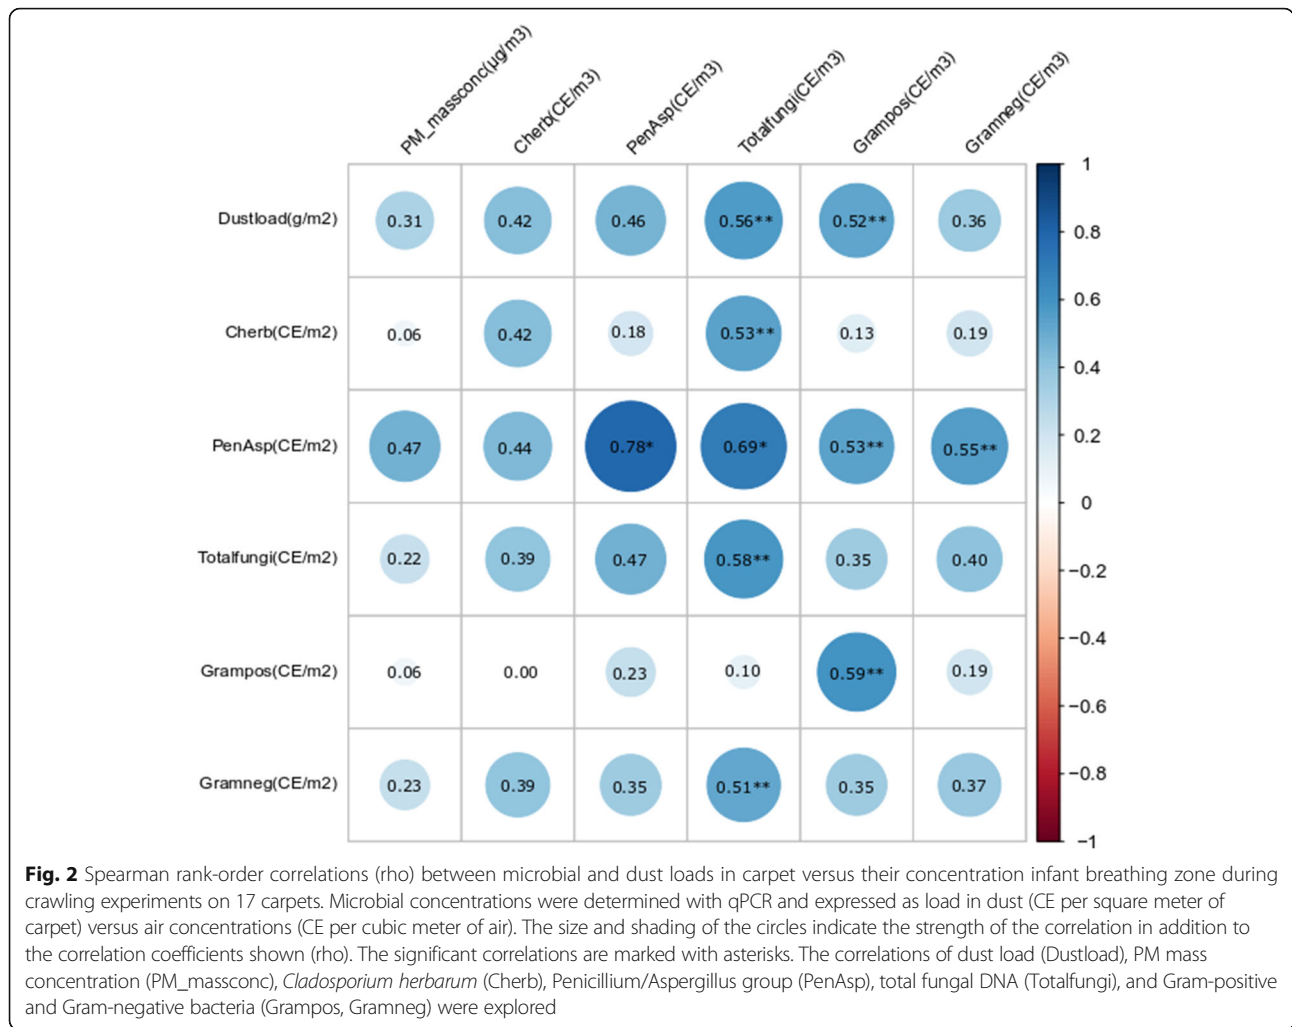 PM_massconc(µg/m3)
Cherb(CE/m3)
PenAsp(CE/m3)
Totalfungi(CE/m3)
Grampos(CE/m3)
Gramneg(CE/m3)
Dustload(g/m2) 0.31 0.42 0.46 0.56** 0.52** 0.36
Cherb(CE/m2) 0.06 0.42 0.18 0.53** 0.13 0.19
PenAsp(CE/m2) 0.47 0.44 0.78* 0.69* 0.53** 0.55**
Totalfungi(CE/m2) 0.22 0.39 0.47 0.58** 0.35 0.40
Grampos(CE/m2) 0.06 0.00 0.23 0.10 0.59** 0.19
Gramneg(CE/m2) 0.23 0.39 0.35 0.51** 0.35 0.37
1
0.8
0.6
0.4
0.2
0
−0.2
−0.4
−0.6
−0.8
−1
Fig. 2 Spearman rank-order correlations (rho) between microbial and dust loads in carpet versus their concentration infant breathing zone during
crawling experiments on 17 carpets. Microbial concentrations were determined with qPCR and expressed as load in dust (CE per square meter of
carpet) versus air concentrations (CE per cubic meter of air). The size and shading of the circles indicate the strength of the correlation in addition to
the correlation coefficients shown (rho). The significant correlations are marked with asterisks. The correlations of dust load (Dustload), PM mass
concentration (PM_massconc), Cladosporium herbarum (Cherb), Penicillium/Aspergillus group (PenAsp), total fungal DNA (Totalfungi), and Gram-positive
and Gram-negative bacteria (Grampos, Gramneg) were explored